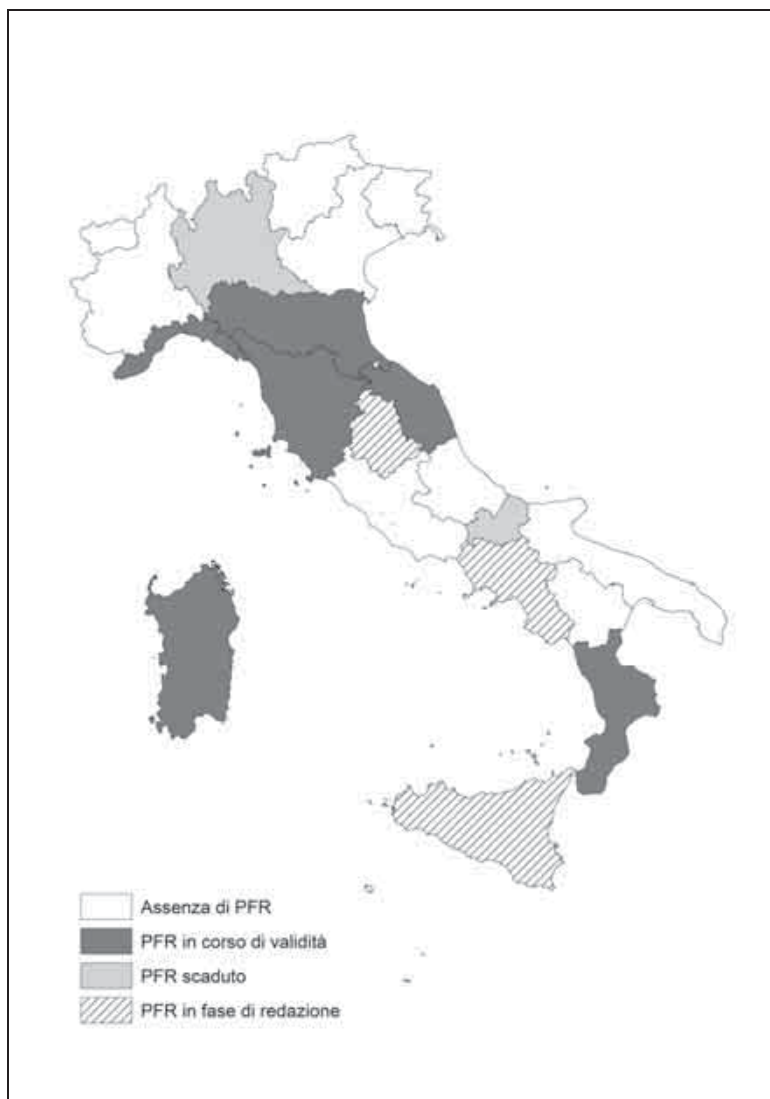 Assenza di PFR
PFR in corso di validità
PFR scaduto
PFR in fase di redazione